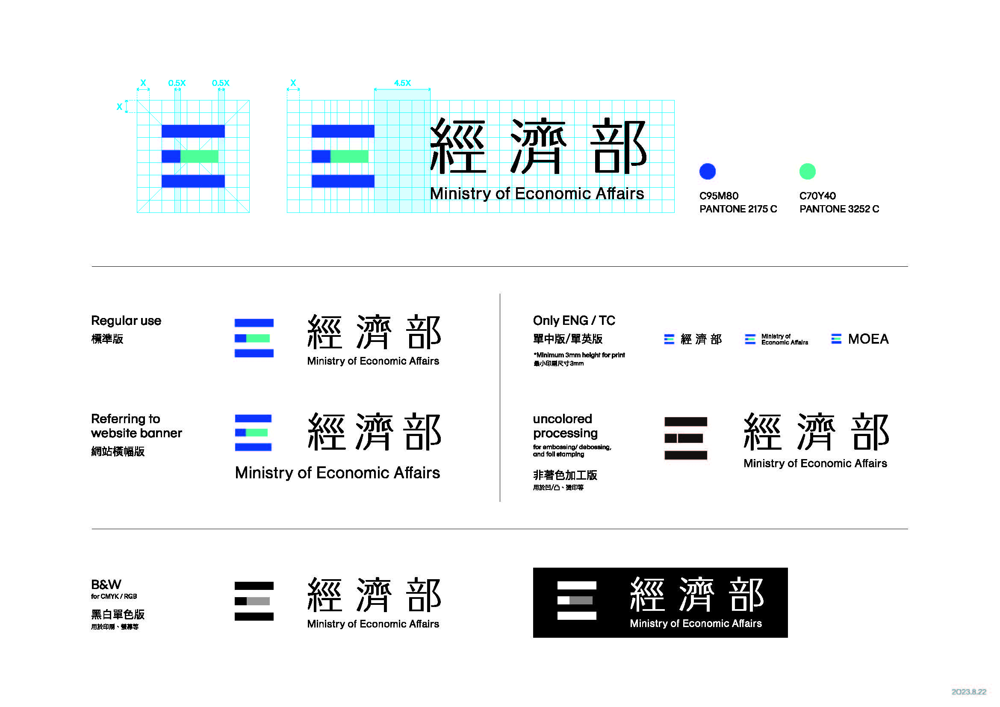 X
0.5X
0.5X
X
4.5X
X
經濟部
Ministry of Economic Affairs
C95M80
PANTONE 2175 C
C70Y40
PANTONE 3252 C
Regular use
標準版
經濟部
Ministry of Economic Affairs
Only ENG / TC
單中版/單英版
*Minimum 3mm height for print
最小印刷尺寸3mm
經濟部
Ministry of
Economic Affairs
MOEA
Referring to
website banner
網站橫幅版
經濟部
Ministry of Economic Affairs
uncolored
processing
for embossing/ debossing,
and foil stamping
非著色加工版
用於凹/凸、燙印等
經濟部
Ministry of Economic Affairs
B&W
for CMYK / RGB
黑白單色版
用於印刷、螢幕等
經濟部
Ministry of Economic Affairs
經濟部
Ministry of Economic Affairs
2023.8.22